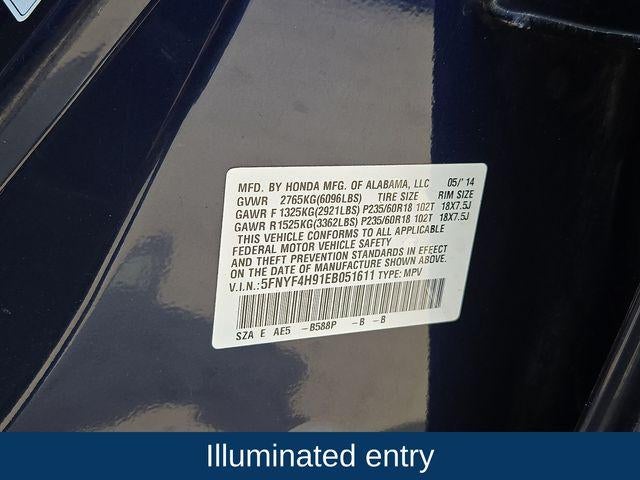 MFD. BY HONDA MFG. OF ALABAMA, LLC 05/'14
GVWR 2765KG(6096LBS) TIRE SIZE RIM SIZE
GAWR F 1325KG(2921LBS) P235/60R18 102T 18X7.5J
GAWR R1525KG(3362LBS) P235/60R18 102T 18X7.5J
THIS VEHICLE CONFORMS TO ALL APPLICABLE
FEDERAL MOTOR VEHICLE SAFETY
AND THEFT PREVENTION STANDARDS IN EFFECT
ON THE DATE OF MANUFACTURE SHOWN ABOVE.
V.I.N.:5FNYF4H91EB051611 TYPE: MPV
SZA E AE5 -B588P -B -B
Illuminated entry